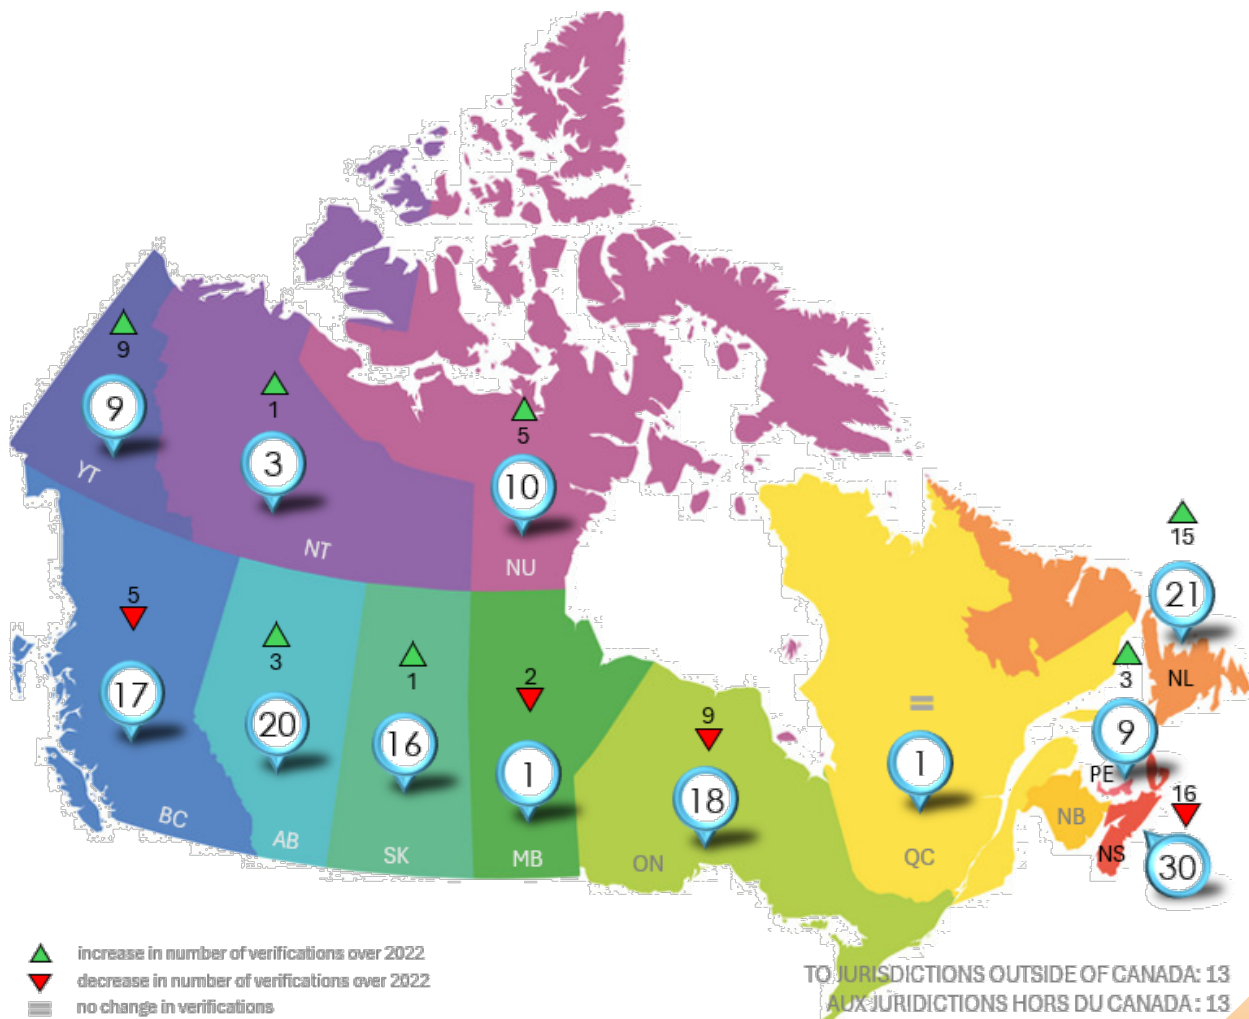 9
9
YT
1
3
NT
5
10
NU
15
21
NL
5
17
BC
3
20
AB
1
16
SK
2
1
MB
9
18
ON
=
1
QC
3
9
PE
NB
16
30
NS
increase in number of verifications over 2022
decrease in number of verifications over 2022
no change in verifications
TO JURISDICTIONS OUTSIDE OF CANADA: 13
AUX JURIDICTIONS HORS DU CANADA : 13